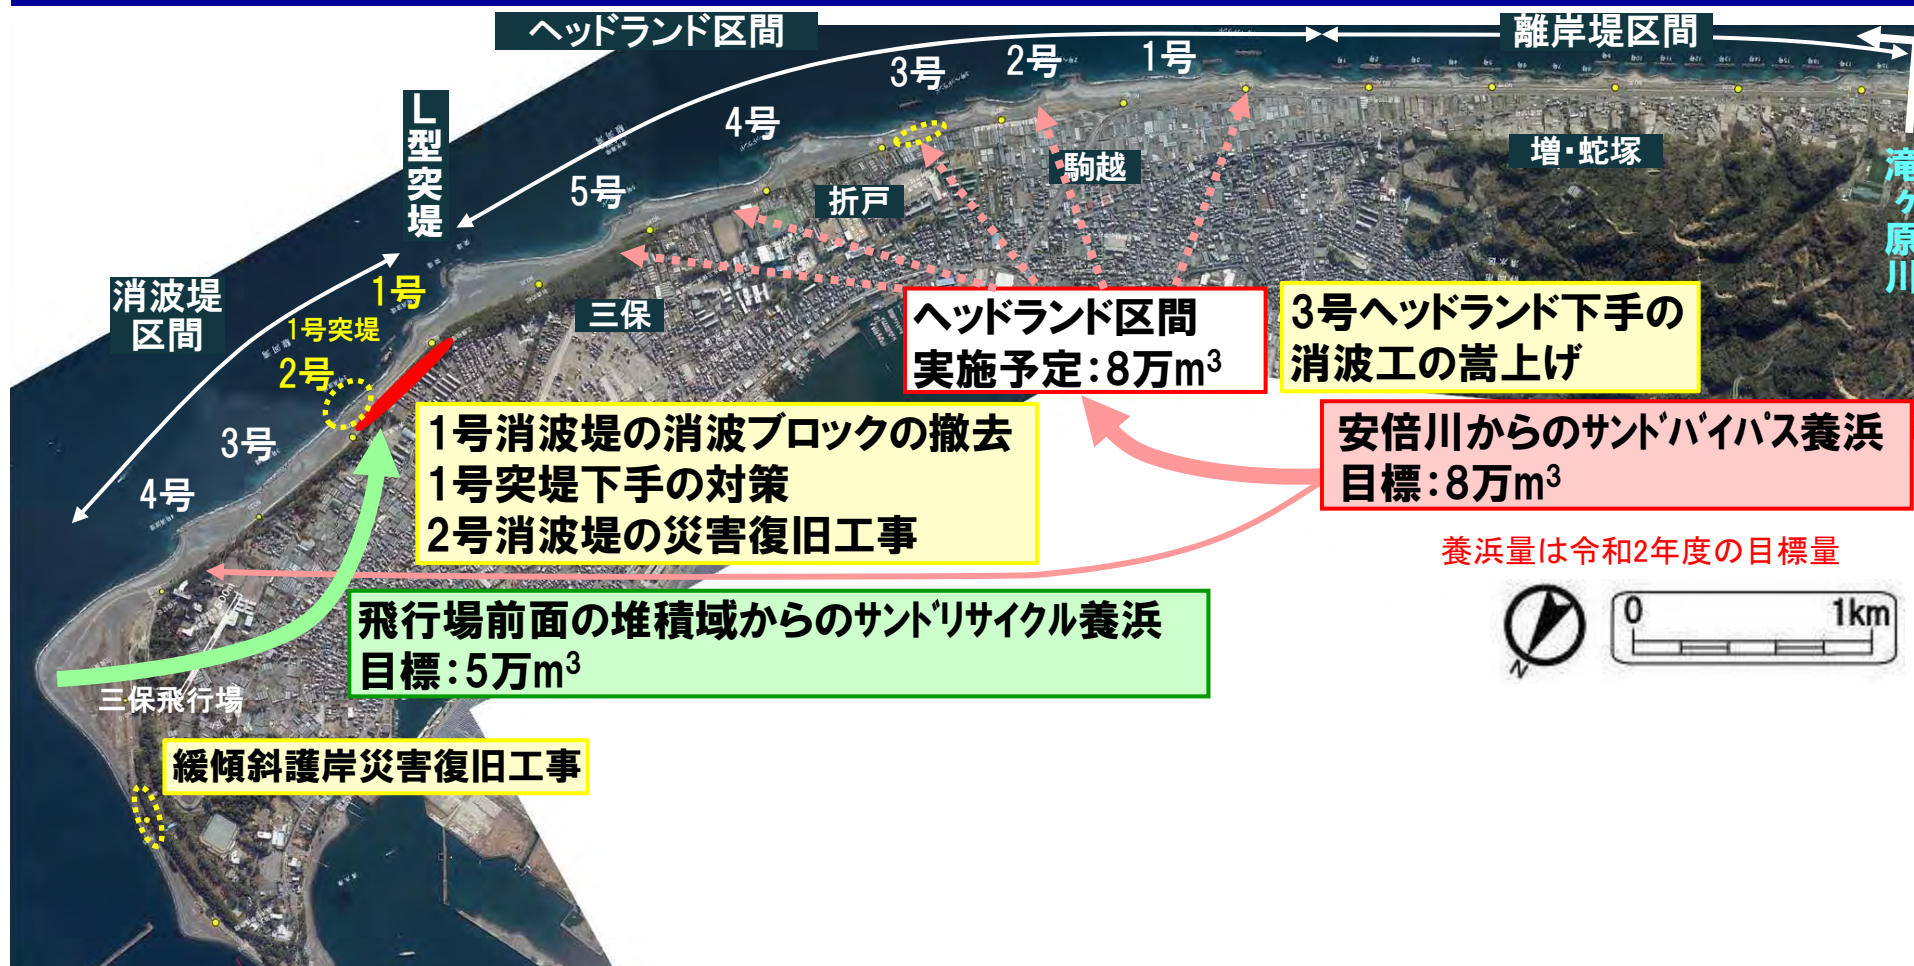 ヘッドランド区間
離岸堤区間
1号
2号
3号
4号
5号
L型突堤
滝ヶ原川
増・蛇塚
駒越
折戸
三保
消波堤
区間
1号
1号突堤
2号
3号
4号
ヘッドランド区間
実施予定：8万m³
3号ヘッドランド下手の
消波工の嵩上げ
1号消波堤の消波ブロックの撤去
1号突堤下手の対策
2号消波堤の災害復旧工事
安倍川からのサンドバイパス養浜
目標：8万m³
養浜量は令和2年度の目標量
飛行場前面の堆積域からのサンドリサイクル養浜
目標：5万m³
三保飛行場
緩傾斜護岸災害復旧工事
N
0 1km